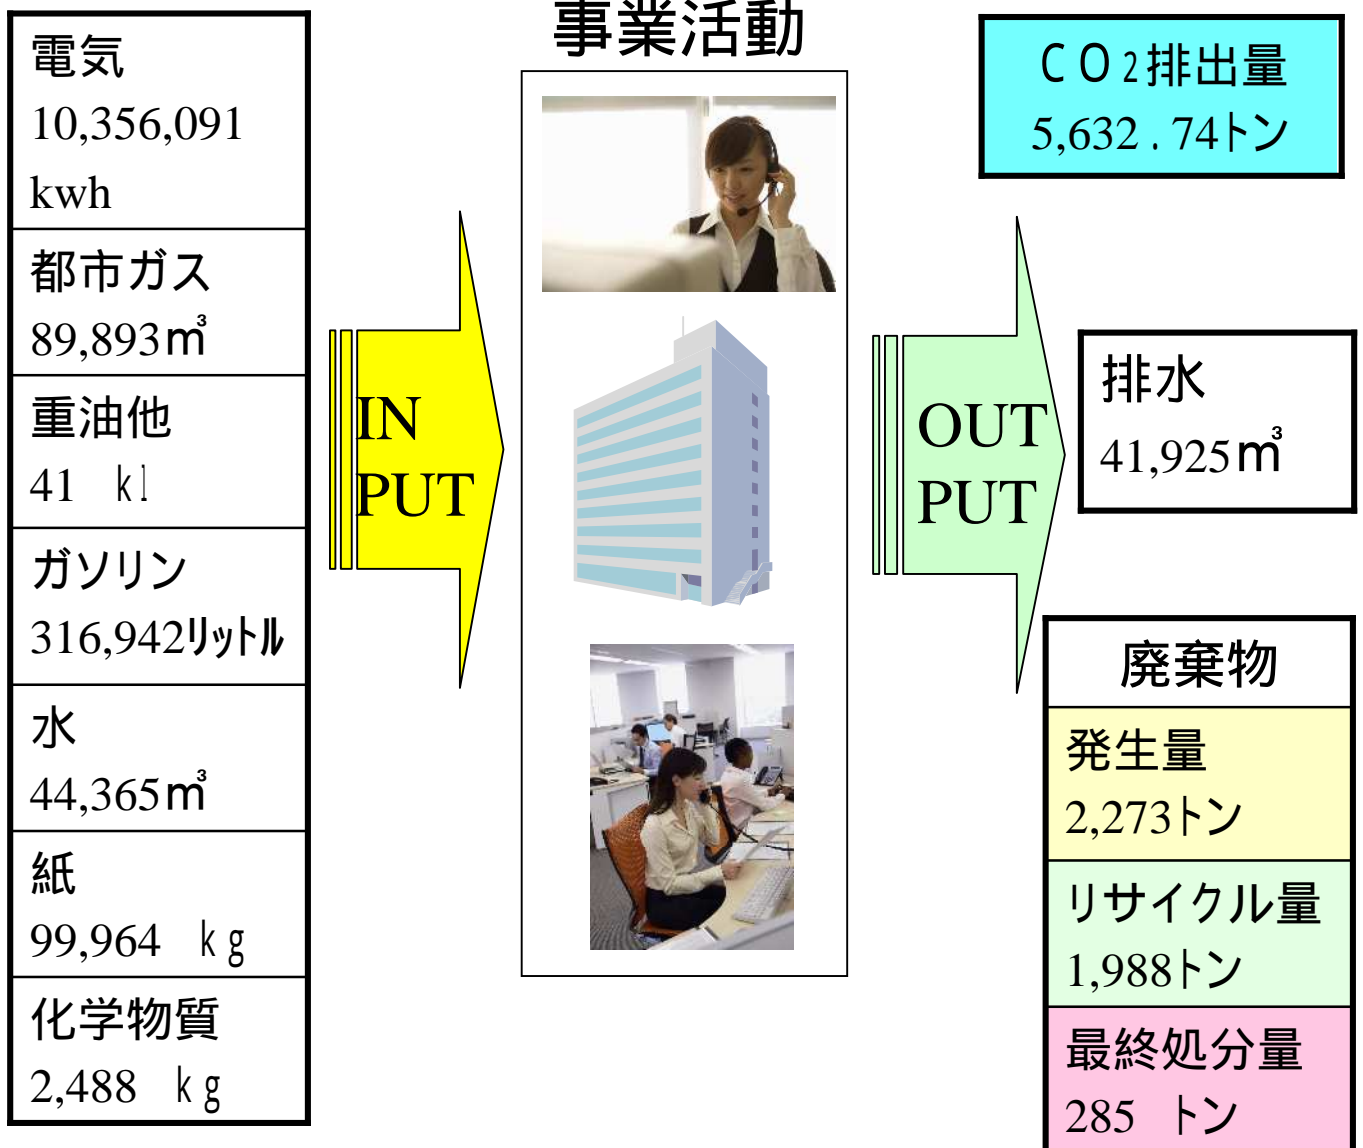 事業活動
電気
10,356,091
kwh
都市ガス
89,893㎥
重油他
41 kl
ガソリン
316,942リットル
水
44,365㎥
紙
99,964 kg
化学物質
2,488 kg
IN
PUT
OUT
PUT
CO2排出量
5,632.74トン
排水
41,925㎥
廃棄物
発生量
2,273トン
リサイクル量
1,988トン
最終処分量
285 トン